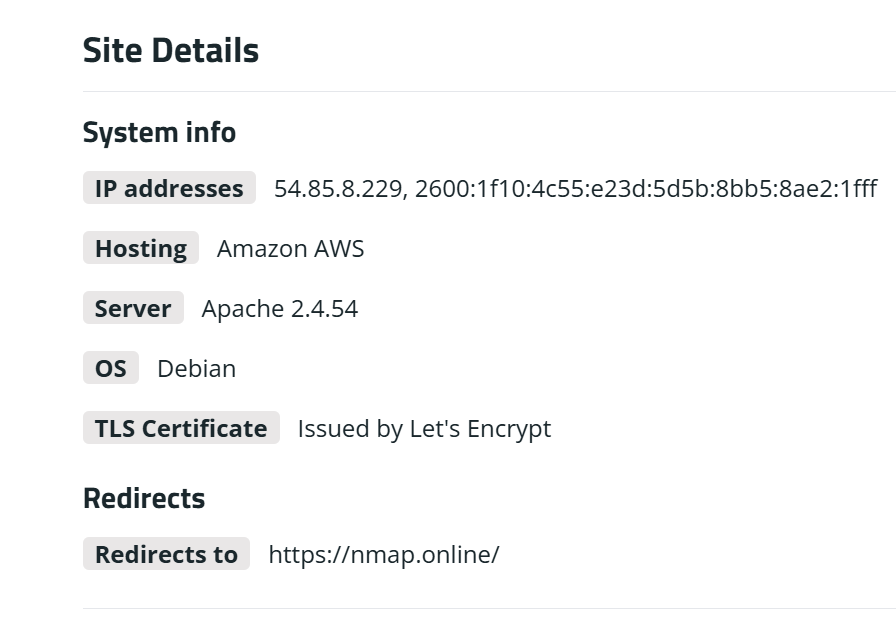 Site Details
System info
IP addresses 54.85.8.229, 2600:1f10:4c55:e23d:5d5b:8bb5:8ae2:1fff
Hosting Amazon AWS
Server Apache 2.4.54
OS Debian
TLS Certificate Issued by Let's Encrypt
Redirects
Redirects to https://nmap.online/